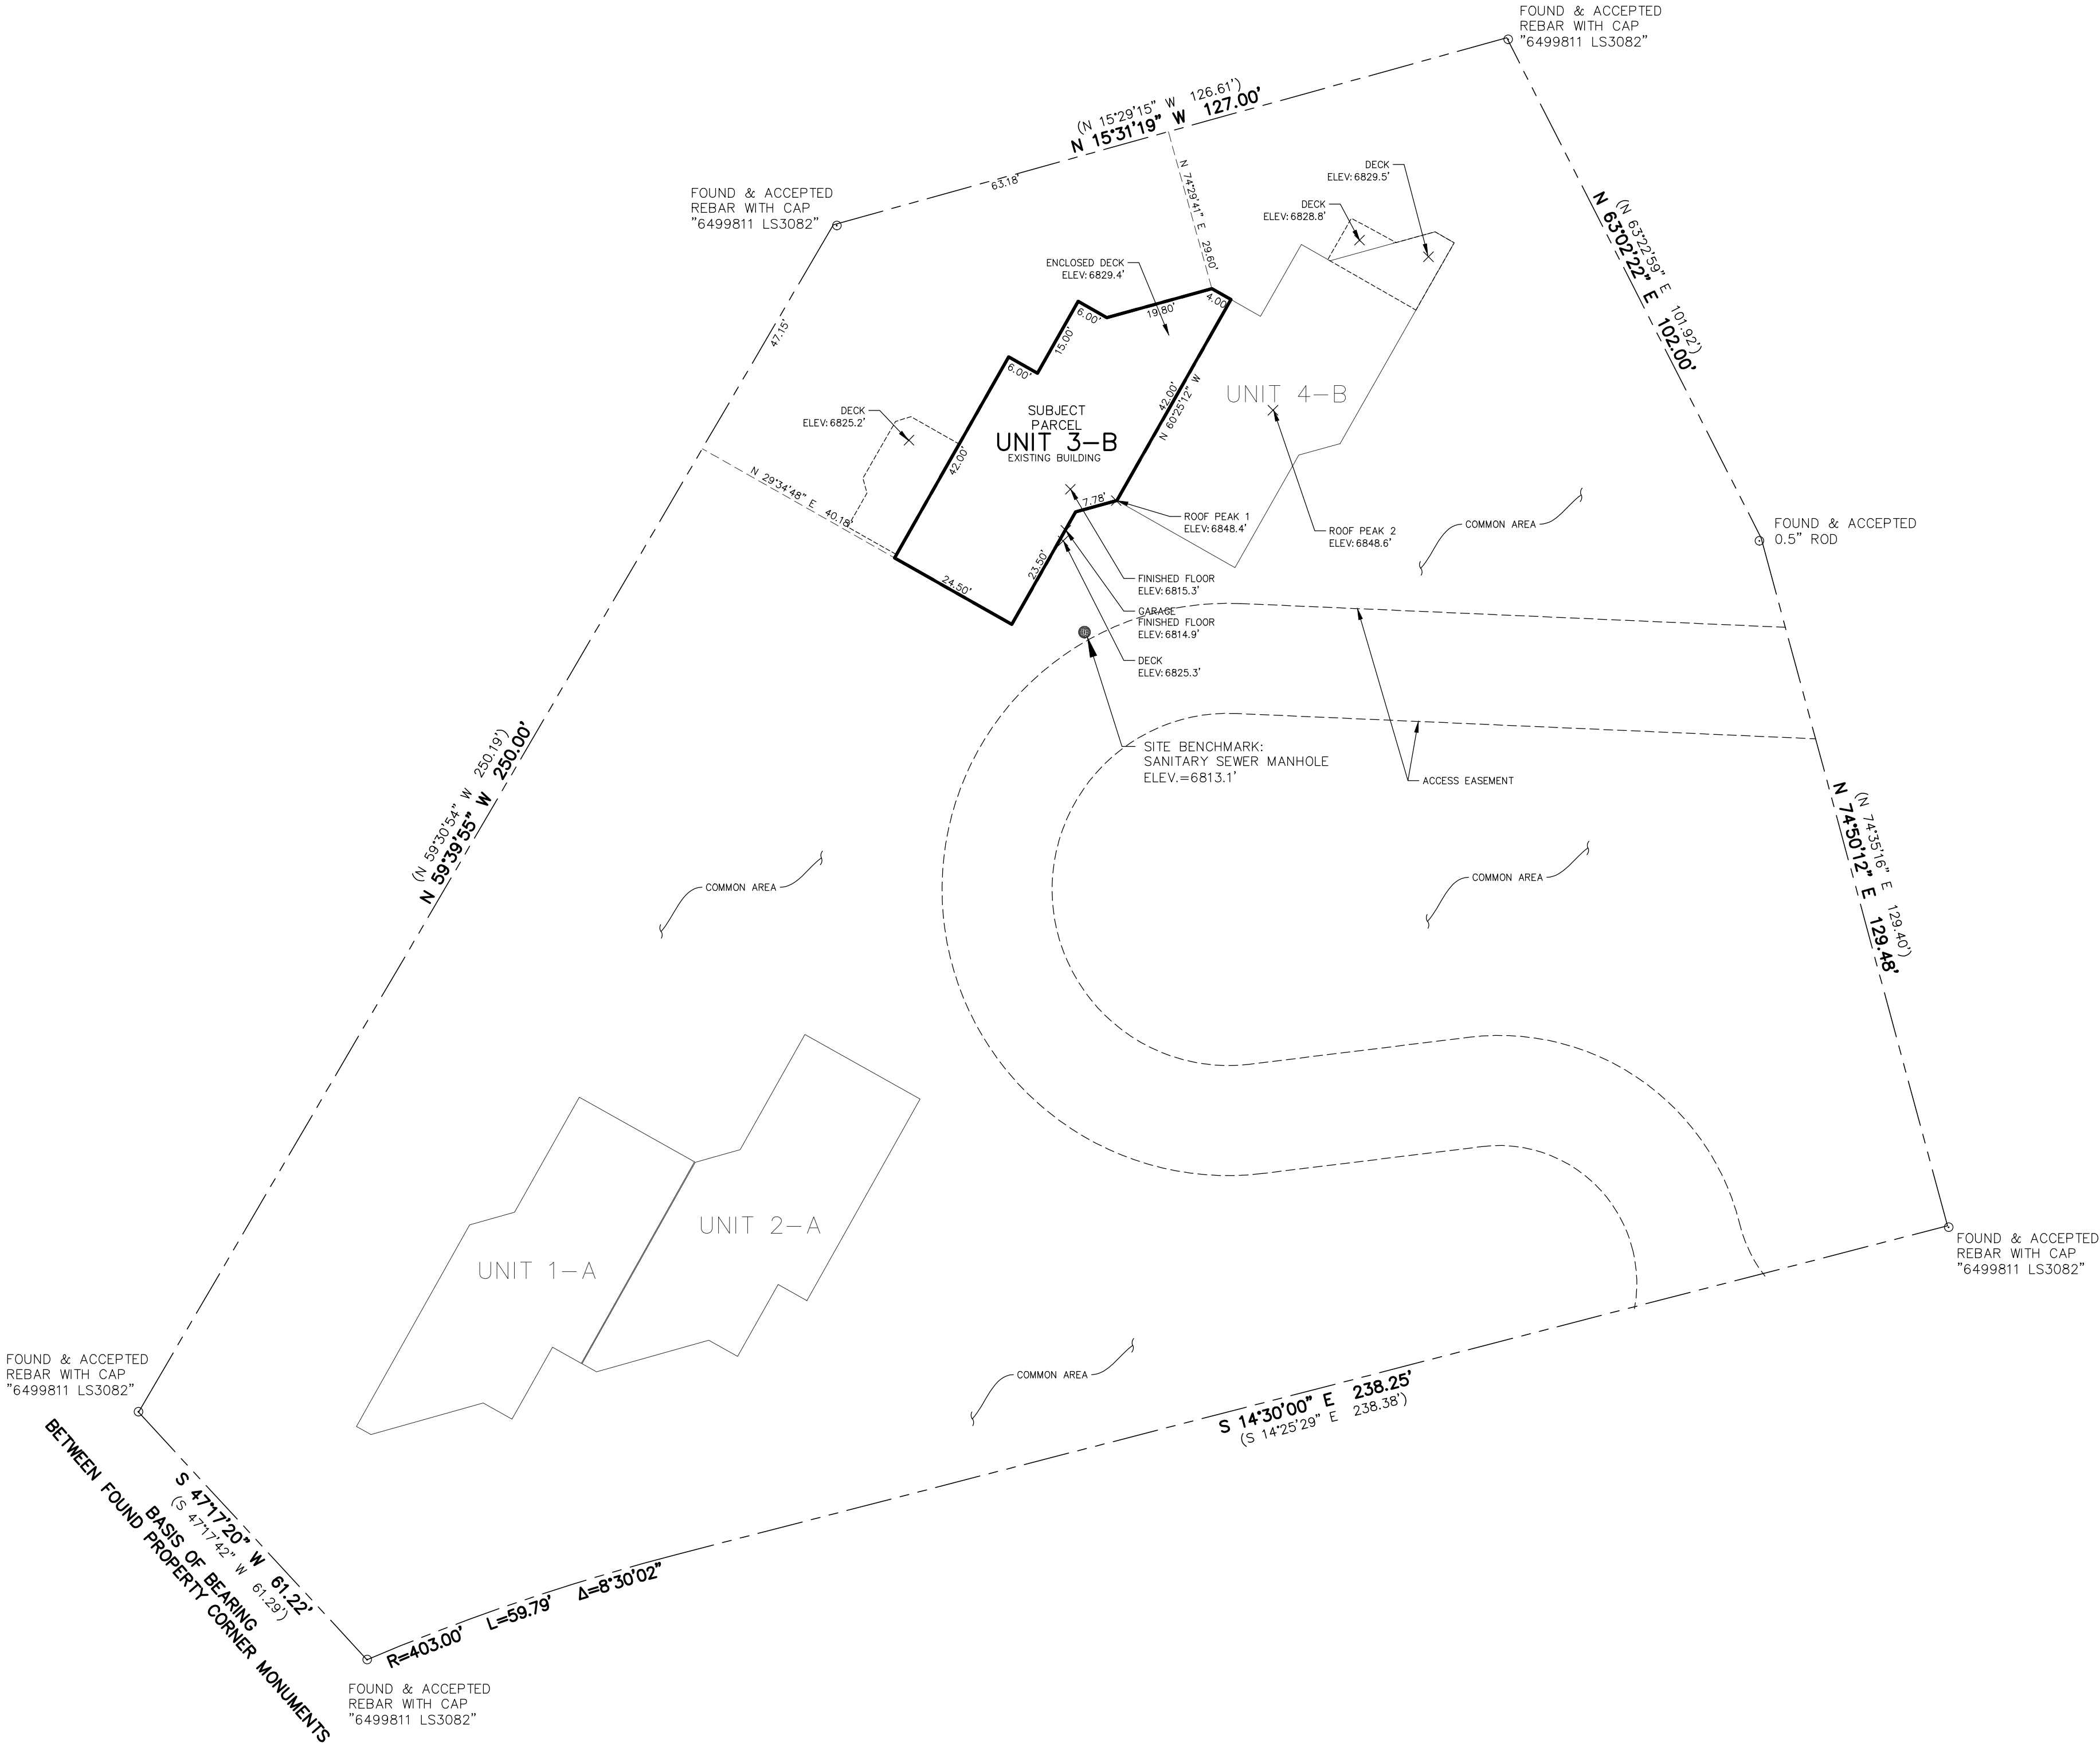 FOUND & ACCEPTED
REBAR WITH CAP
"6499811 LS3082"
(N 15°29'15" W 126.61')
N 15°31'19" W 127.00'
63.18'
FOUND & ACCEPTED
REBAR WITH CAP
"6499811 LS3082"
47.15'
N 74°29'41" E 29.60'
DECK
ELEV: 6829.5'
DECK
ELEV: 6828.8'
(N 63°22'59" E 101.92')
N 63°02'22" E 102.00'
ENCLOSED DECK
ELEV: 6829.4'
4.00'
19.80'
6.00'
15.00'
6.00'
42.00'
N 60°25'12" W
UNIT 4-B
DECK
ELEV: 6825.2'
SUBJECT
PARCEL
UNIT 3-B
EXISTING BUILDING
42.00'
N 29°34'48" E 40.18'
7.78'
23.50'
24.50'
ROOF PEAK 1
ELEV: 6848.4'
ROOF PEAK 2
ELEV: 6848.6'
COMMON AREA
FOUND & ACCEPTED
0.5" ROD
FINISHED FLOOR
ELEV: 6815.3'
GARAGE
FINISHED FLOOR
ELEV: 6814.9'
DECK
ELEV: 6825.3'
SITE BENCHMARK:
SANITARY SEWER MANHOLE
ELEV.=6813.1'
ACCESS EASEMENT
(N 59°30'54" W 250.19')
N 59°39'55" W 250.00'
(N 74°35'16" E 129.40')
N 74°50'12" E 129.48'
COMMON AREA
COMMON AREA
UNIT 2-A
UNIT 1-A
FOUND & ACCEPTED
REBAR WITH CAP
"6499811 LS3082"
FOUND & ACCEPTED
REBAR WITH CAP
"6499811 LS3082"
COMMON AREA
S 14°30'00" E 238.25'
(S 14°25'29" E 238.38')
S 47°17'20" W 61.22'
(S 47°17'42" W 61.29')
BASIS OF BEARING
BETWEEN FOUND PROPERTY CORNER MONUMENTS
R=403.00' L=59.79' Δ=8°30'02"
FOUND & ACCEPTED
REBAR WITH CAP
"6499811 LS3082"